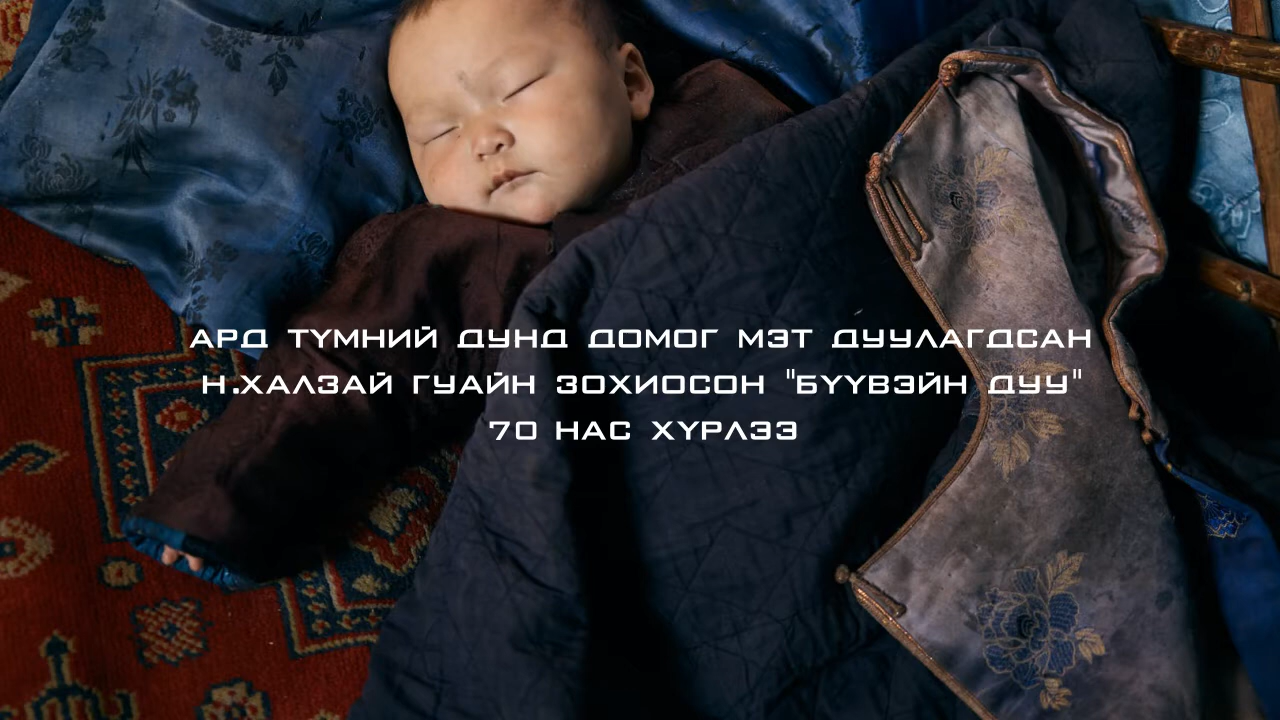 АРД ТҮМНИЙ ДУНД ДОМОГ МЭТ ДУУЛАГДСАН
Н.ХАЛЗАЙ ГУАЙН ЗОХИОСОН "БҮҮВЭЙН ДУУ"
70 НАС ХҮРЛЭЭ